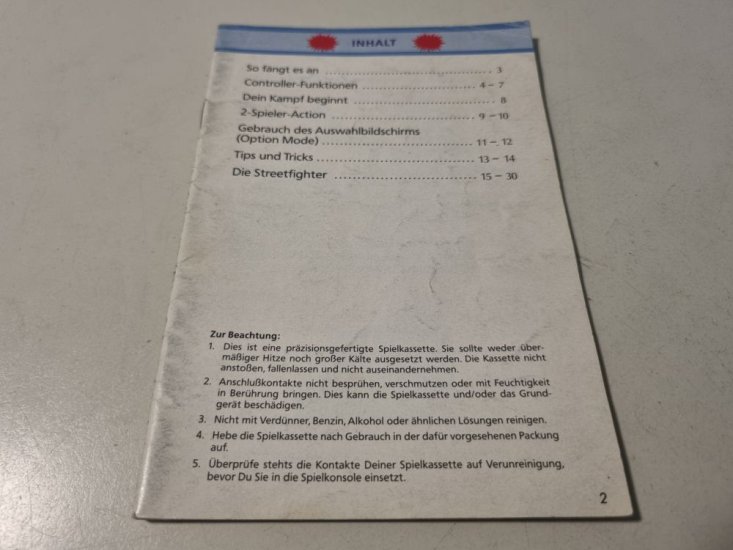 INHALT
So fängt es an ................................ 3
Controller-Funktionen ...................... 4 – 7
Dein Kampf beginnt ........................... 8
2-Spieler-Action ............................ 9 – 10
Gebrauch des Auswahlbildschirms
(Option Mode) ............................. 11 – 12
Tips und Tricks ............................. 13 – 14
Die Streetfighter ........................... 15 – 30
Zur Beachtung:
1. Dies ist eine präzisionsgefertigte Spielkassette. Sie sollte weder über-
mäßiger Hitze noch großer Kälte ausgesetzt werden. Die Kassette nicht
anstoßen, fallenlassen und nicht auseinandernehmen.
2. Anschlußkontakte nicht besprühen, verschmutzen oder mit Feuchtigkeit
in Berührung bringen. Dies kann die Spielkassette und/oder das Grund-
gerät beschädigen.
3. Nicht mit Verdünner, Benzin, Alkohol oder ähnlichen Lösungen reinigen.
4. Hebe die Spielkassette nach Gebrauch in der dafür vorgesehenen Packung
auf.
5. Überprüfe stehts die Kontakte Deiner Spielkassette auf Verunreinigung,
bevor Du Sie in die Spielkonsole einsetzt.
2